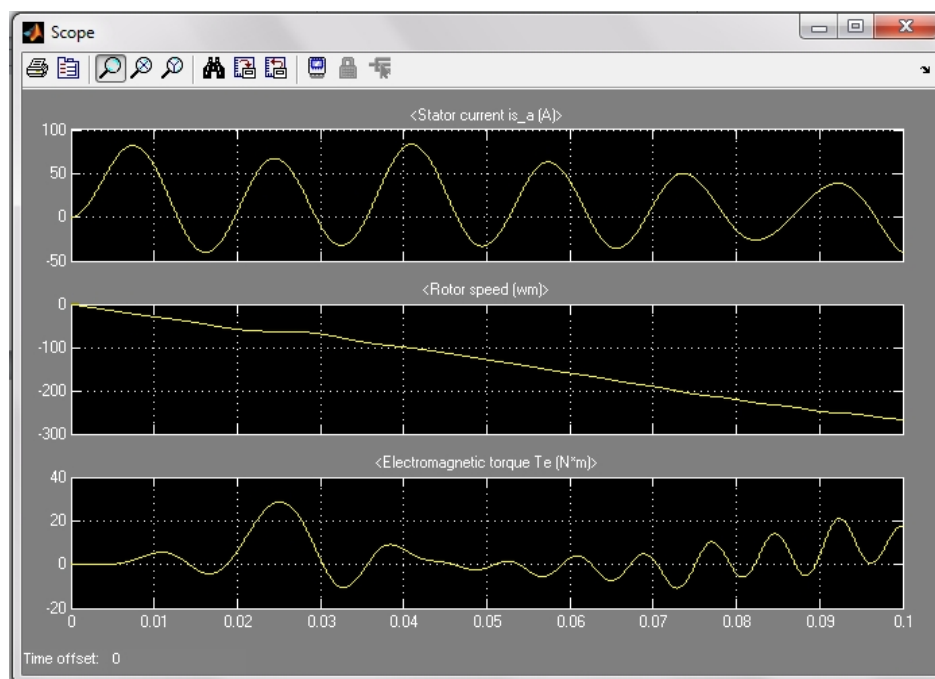 Scope
<Stator current is_a (A)>
100
50
0
-50
<Rotor speed (wm)>
0
-100
-200
-300
<Electromagnetic torque Te (N*m)>
40
20
0
-20
0 0.01 0.02 0.03 0.04 0.05 0.06 0.07 0.08 0.09 0.1
Time offset: 0